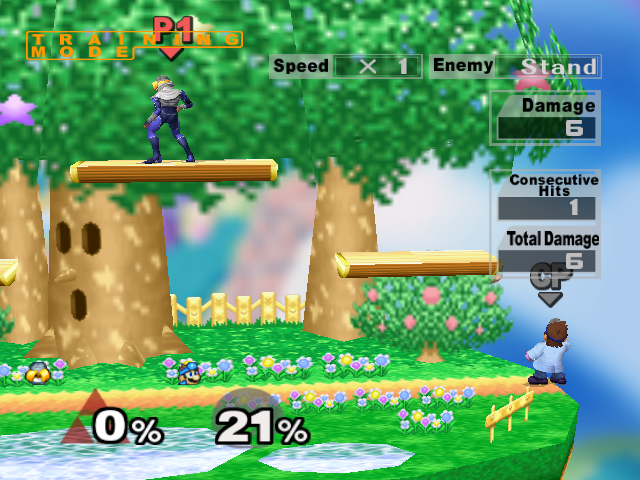 P1
TRAINING
MODE
Speed × 1
Enemy Stand
Damage
6
Consecutive
Hits
1
Total Damage
6
CP
0%
21%